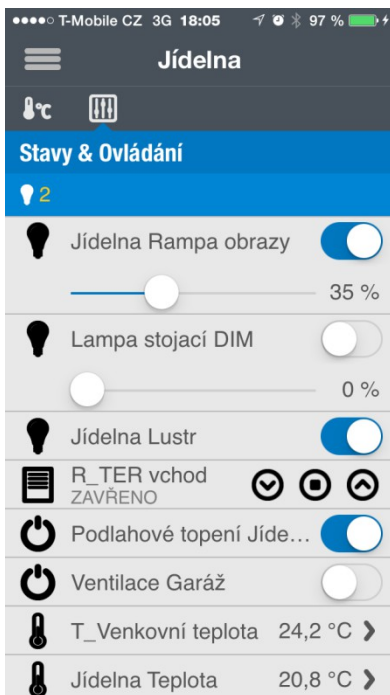 T-Mobile CZ 3G 18:05 97 %
Jídelna
°C
Stavy & Ovládání
2
Jídelna Rampa obrazy
35 %
Lampa stojací DIM
0 %
Jídelna Lustr
R_TER vchod
ZAVŘENO
Podlahové topení Jíde...
Ventilace Garáž
T_Venkovní teplota 24,2 °C
Jídelna Teplota 20,8 °C